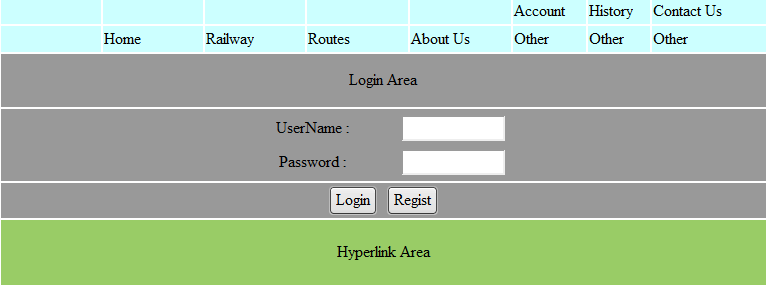 Account History Contact Us
Home Railway Routes About Us Other Other Other
Login Area
UserName :
Password :
Login Regist
Hyperlink Area